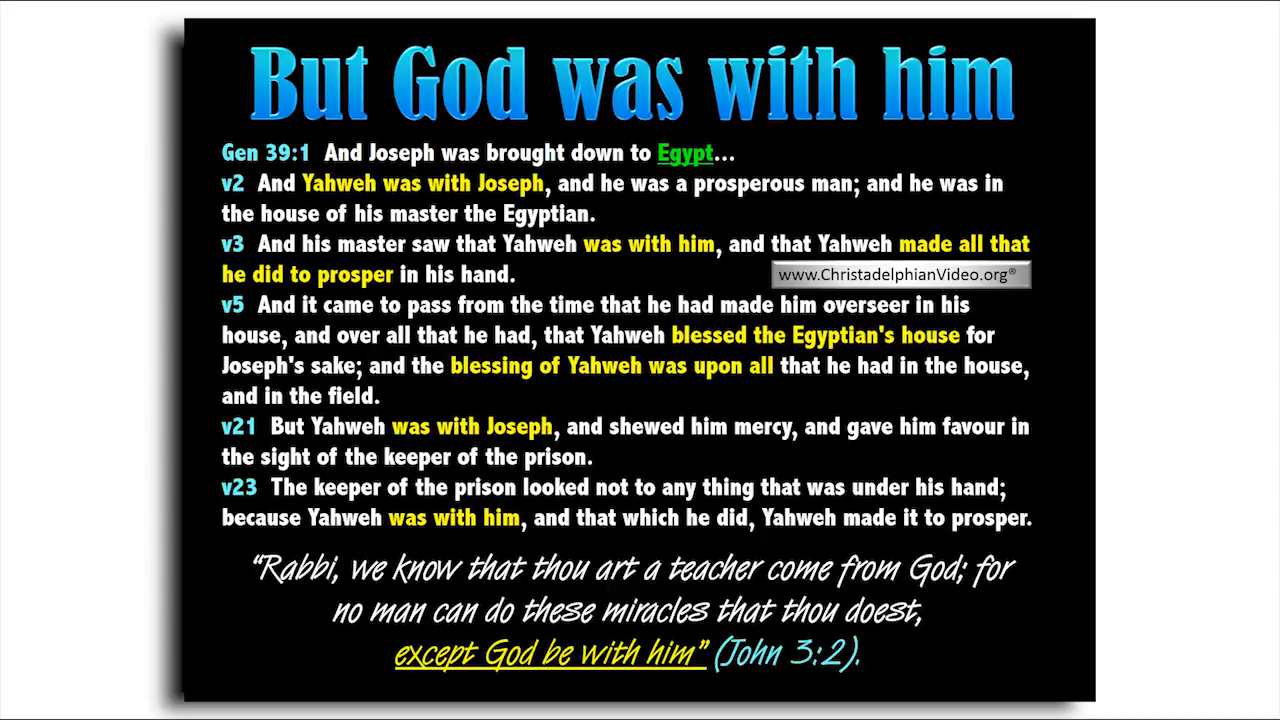 But God was with him
Gen 39:1 And Joseph was brought down to Egypt...
v2 And Yahweh was with Joseph, and he was a prosperous man; and he was in
the house of his master the Egyptian.
v3 And his master saw that Yahweh was with him, and that Yahweh made all that
he did to prosper in his hand.
www.ChristadelphianVideo.org®
v5 And it came to pass from the time that he had made him overseer in his
house, and over all that he had, that Yahweh blessed the Egyptian's house for
Joseph's sake; and the blessing of Yahweh was upon all that he had in the house,
and in the field.
v21 But Yahweh was with Joseph, and shewed him mercy, and gave him favour in
the sight of the keeper of the prison.
v23 The keeper of the prison looked not to any thing that was under his hand;
because Yahweh was with him, and that which he did, Yahweh made it to prosper.
"Rabbi, we know that thou art a teacher come from God; for
no man can do these miracles that thou doest,
except God be with him" (John 3:2).